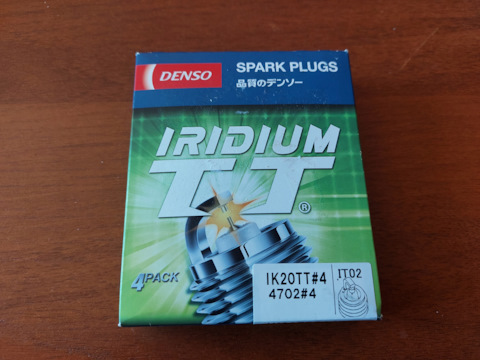 DENSO
SPARK PLUGS
品質のデンソー
IRIDIUM
TT
®
4PACK
IK20TT#4
4702#4
IT02